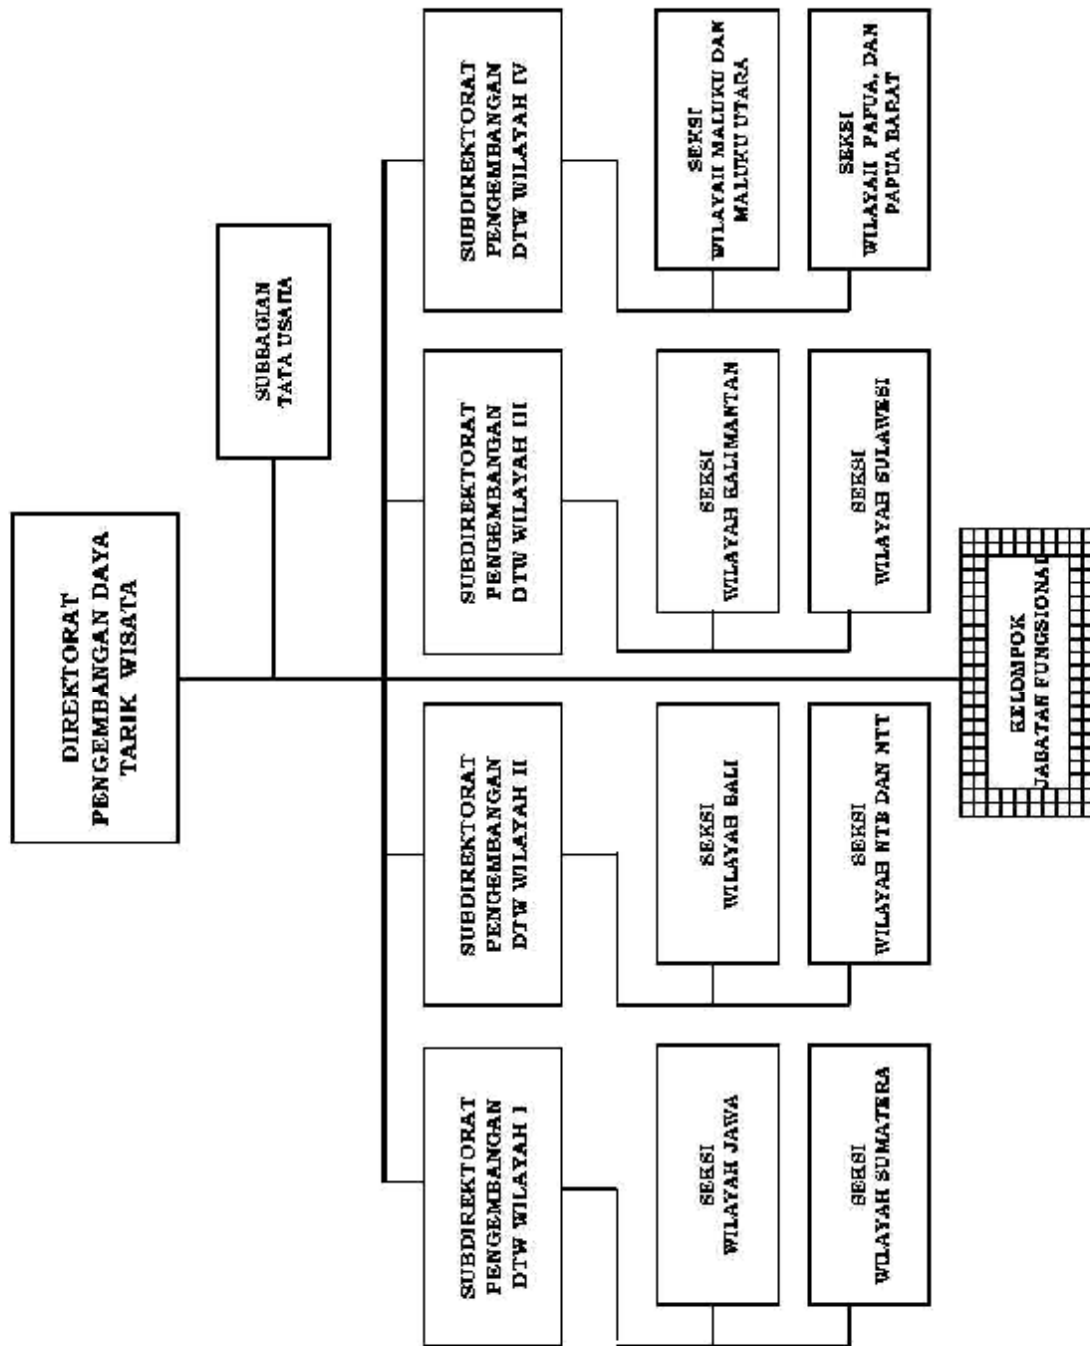 DIREKTORAT
PENGEMBANGAN DAYA
TARIK WISATA
SUBBAGIAN
TATA USAHA
SUBDIREKTORAT
PENGEMBANGAN
DTW WILAYAH I
SUBDIREKTORAT
PENGEMBANGAN
DTW WILAYAH II
SUBDIREKTORAT
PENGEMBANGAN
DTW WILAYAH III
SUBDIREKTORAT
PENGEMBANGAN
DTW WILAYAH IV
SEKSI
WILAYAH JAWA
SEKSI
WILAYAH BALI
SEKSI
WILAYAH KALIMANTAN
SEKSI
WILAYAH MALUKU DAN
MALUKU UTARA
SEKSI
WILAYAH SUMATERA
SEKSI
WILAYAH NTB DAN NTT
SEKSI
WILAYAH SULAWESI
SEKSI
WILAYAH PAPUA, DAN
PAPUA BARAT
KELOMPOK
JABATAN FUNGSIONAL